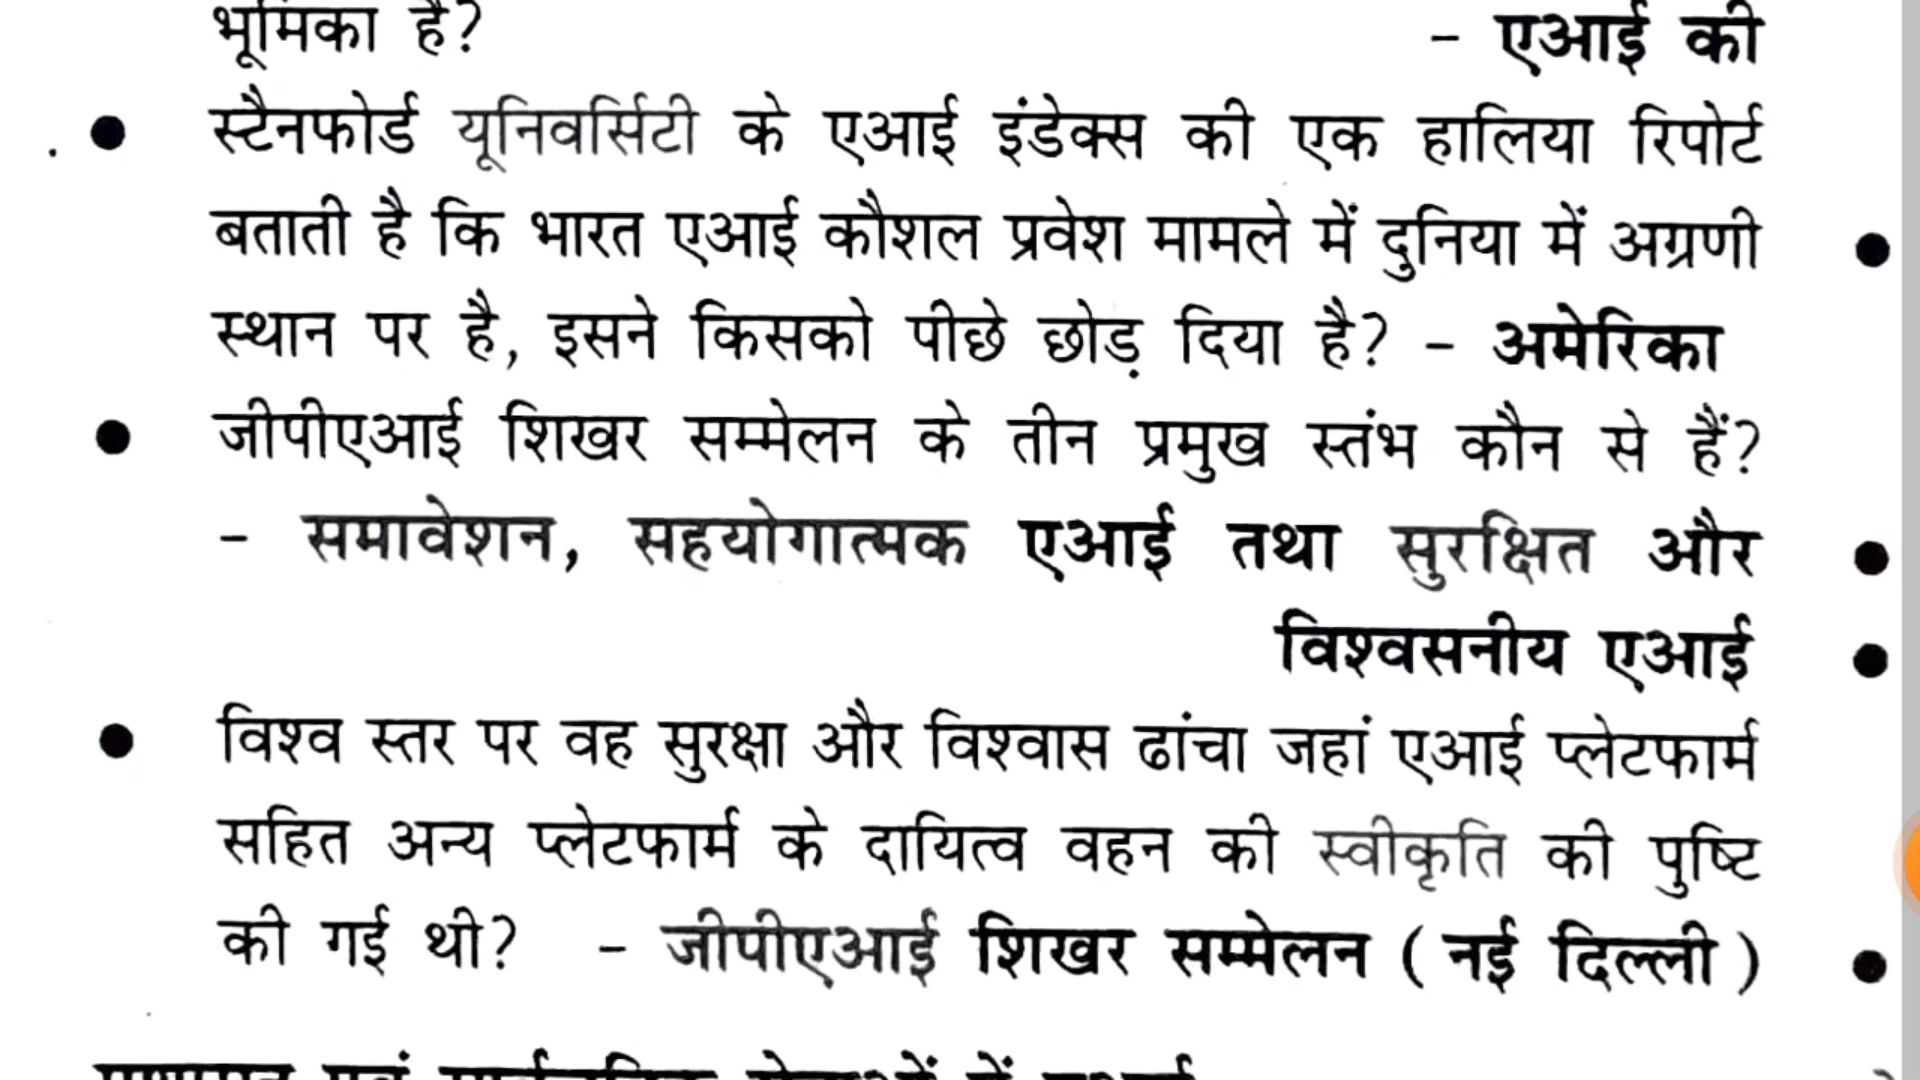 भूमिका है? - एआई की
• स्टैनफोर्ड यूनिवर्सिटी के एआई इंडेक्स की एक हालिया रिपोर्ट
बताती है कि भारत एआई कौशल प्रवेश मामले में दुनिया में अग्रणी
स्थान पर है, इसने किसको पीछे छोड़ दिया है? - अमेरिका
• जीपीएआई शिखर सम्मेलन के तीन प्रमुख स्तंभ कौन से हैं?
- समावेशन, सहयोगात्मक एआई तथा सुरक्षित और
विश्वसनीय एआई
• विश्व स्तर पर वह सुरक्षा और विश्वास ढांचा जहां एआई प्लेटफार्म
सहित अन्य प्लेटफार्म के दायित्व वहन की स्वीकृति की पुष्टि
की गई थी? - जीपीएआई शिखर सम्मेलन ( नई दिल्ली )